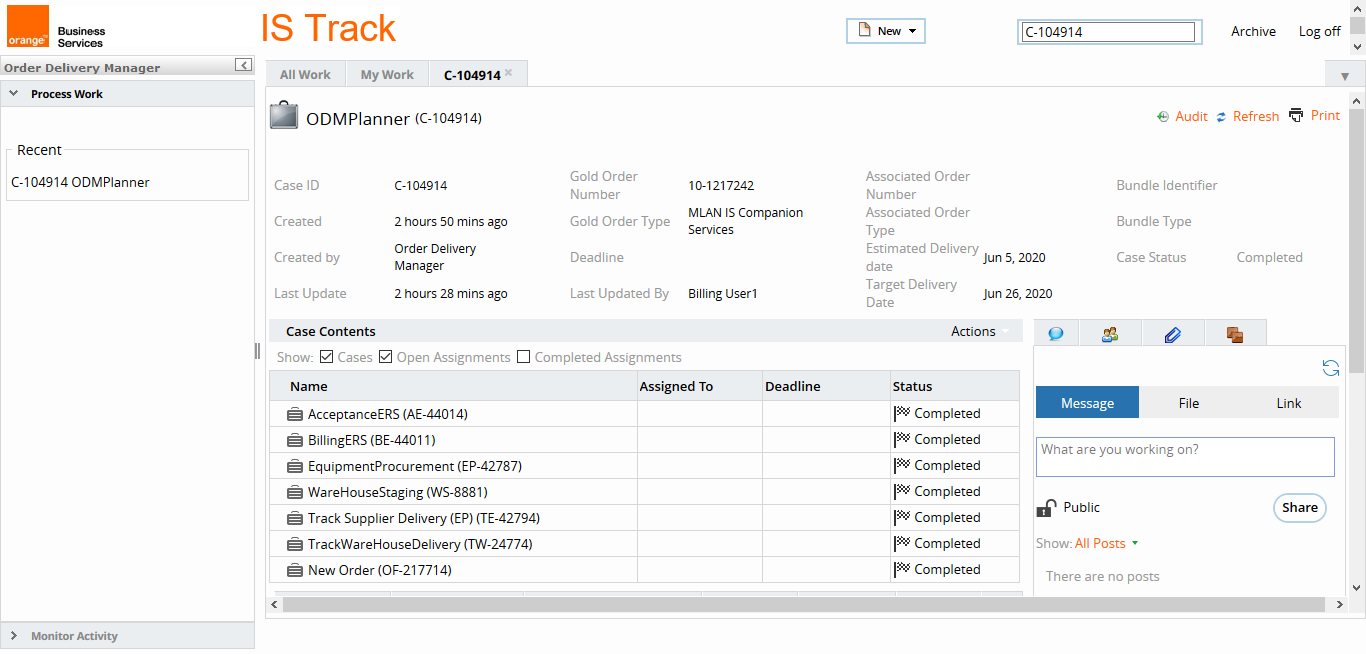 orange™
Business
Services
IS Track
New
C-104914
Archive
Log off
Order Delivery Manager
Process Work
Recent
C-104914 ODMPlanner
Monitor Activity
All Work
My Work
C-104914
ODMPlanner (C-104914)
Audit
Refresh
Print
Case ID
C-104914
Gold Order
Number
10-1217242
Associated Order
Number
Bundle Identifier
Created
2 hours 50 mins ago
Gold Order Type
MLAN IS Companion
Services
Associated Order
Type
Bundle Type
Created by
Order Delivery
Manager
Deadline
Estimated Delivery
date
Jun 5, 2020
Case Status
Completed
Last Update
2 hours 28 mins ago
Last Updated By
Billing User1
Target Delivery
Date
Jun 26, 2020
Case Contents
Actions
Show: Cases Open Assignments Completed Assignments
Name Assigned To Deadline Status
AcceptanceERS (AE-44014) Completed
BillingERS (BE-44011) Completed
EquipmentProcurement (EP-42787) Completed
WareHouseStaging (WS-8881) Completed
Track Supplier Delivery (EP) (TE-42794) Completed
TrackWareHouseDelivery (TW-24774) Completed
New Order (OF-217714) Completed
Message
File
Link
What are you working on?
Public
Share
Show: All Posts
There are no posts